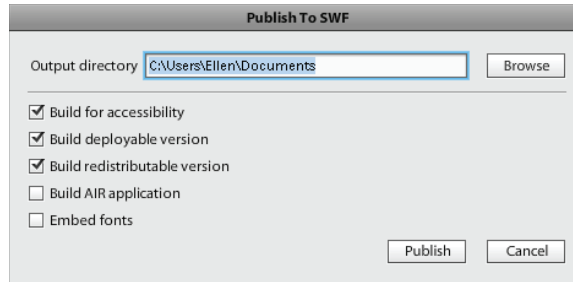 Publish To SWF
Output directory C:\Users\Ellen\Documents Browse
Build for accessibility
Build deployable version
Build redistributable version
Build AIR application
Embed fonts
Publish Cancel